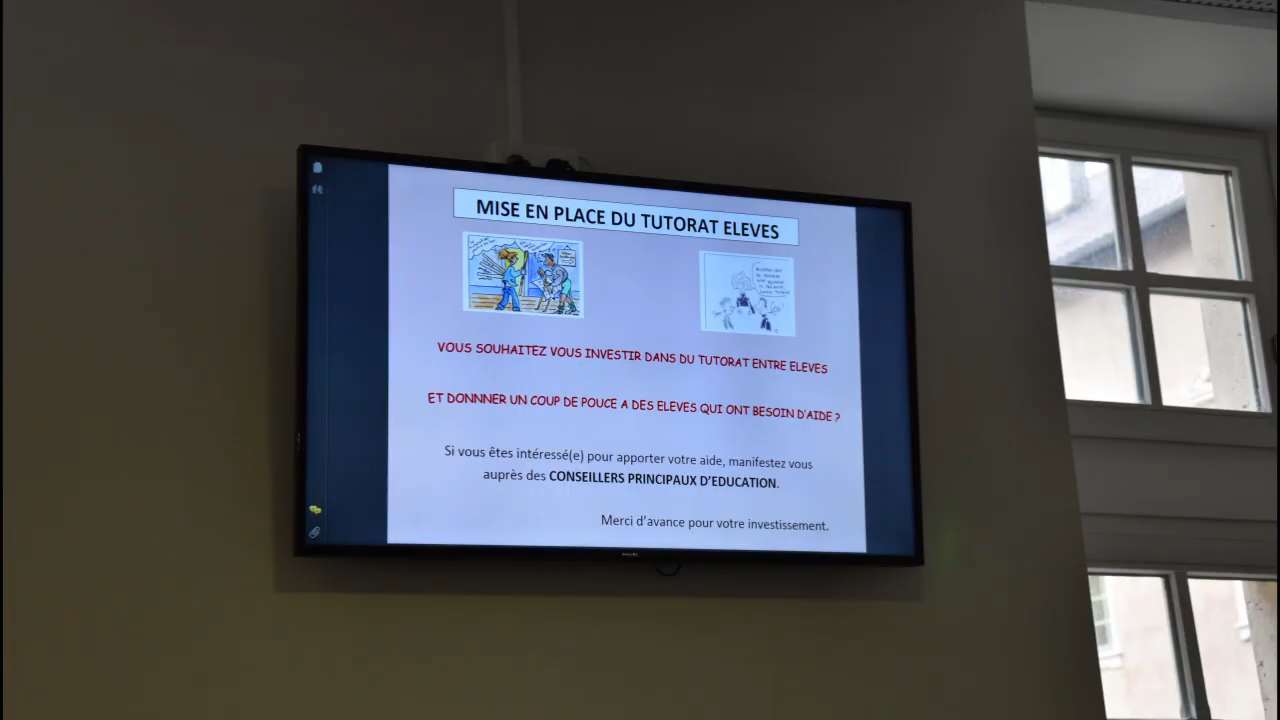 MISE EN PLACE DU TUTORAT ELEVES
VOUS SOUHAITEZ VOUS INVESTIR DANS DU TUTORAT ENTRE ELEVES
ET DONNNER UN COUP DE POUCE A DES ELEVES QUI ONT BESOIN D'AIDE ?
Si vous êtes intéressé(e) pour apporter votre aide, manifestez vous
auprès des CONSEILLERS PRINCIPAUX D'EDUCATION.
Merci d'avance pour votre investissement.